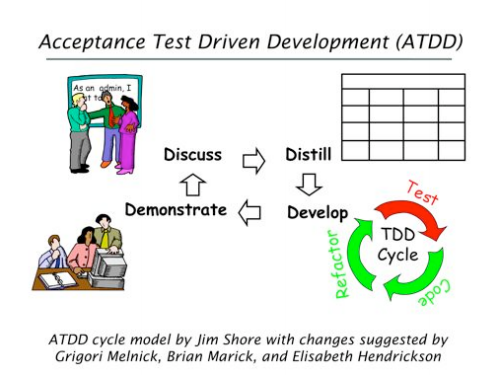 Acceptance Test Driven Development (ATDD)
As an admin, I
Discuss
Distill
Demonstrate
Develop
Test
TDD
Cycle
Refactor
Code
ATDD cycle model by Jim Shore with changes suggested by
Grigori Melnick, Brian Marick, and Elisabeth Hendrickson